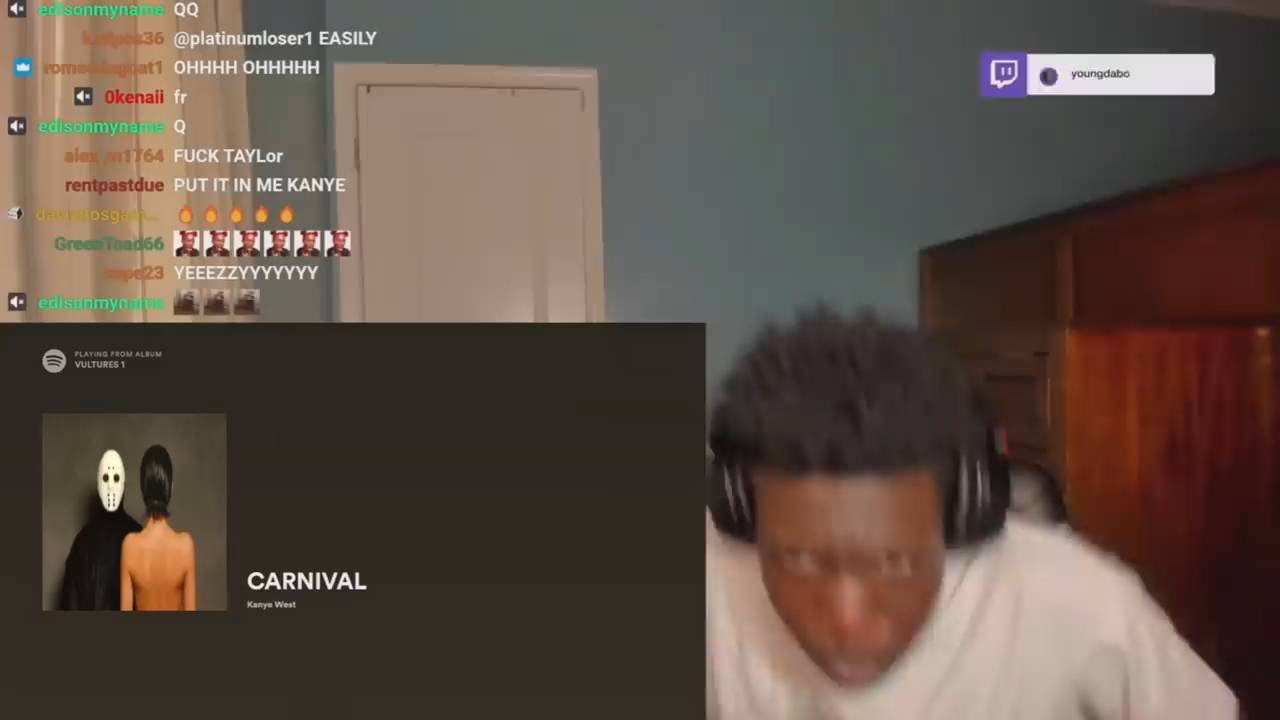 edisonmyname QQ
@platinumloser1 EASILY
OHHHH OHHHHH
0kenaii fr
edisonmyname Q
alex_m1764 FUCK TAYLor
rentpastdue PUT IT IN ME KANYE
GreenToad66
YEEEZZYYYYYYY
edisonmyname
youngdabo
PLAYING FROM ALBUM
VULTURES 1
CARNIVAL
Kanye West